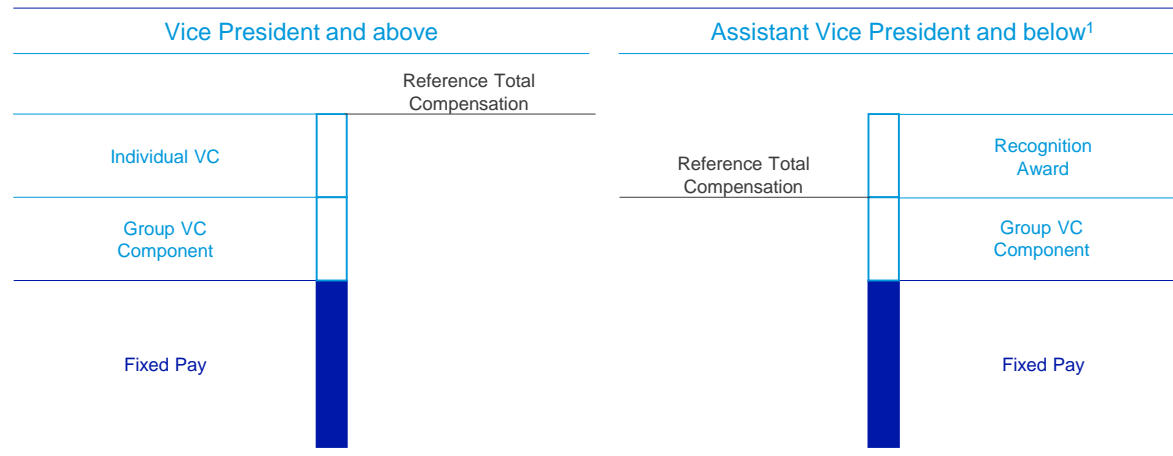 Vice President and above
Reference Total
Compensation
Individual VC
Group VC
Component
Fixed Pay
Assistant Vice President and below¹
Reference Total
Compensation
Recognition
Award
Group VC
Component
Fixed Pay